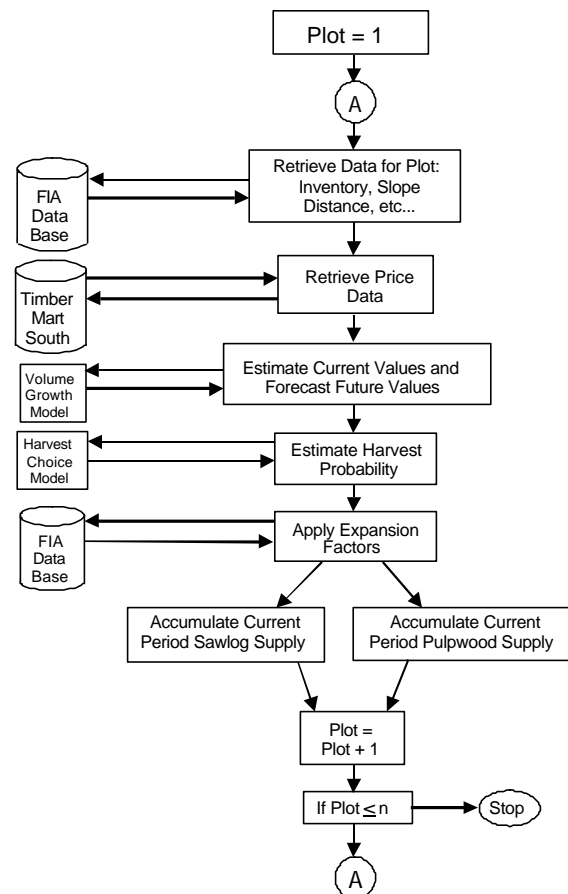 Plot = 1
A
Retrieve Data for Plot:
Inventory, Slope
Distance, etc...
FIA
Data
Base
Retrieve Price
Data
Timber
Mart
South
Estimate Current Values and
Forecast Future Values
Volume
Growth
Model
Estimate Harvest
Probability
Harvest
Choice
Model
Apply Expansion
Factors
FIA
Data
Base
Accumulate Current
Period Sawlog Supply
Accumulate Current
Period Pulpwood Supply
Plot =
Plot + 1
If Plot ≤ n
Stop
A